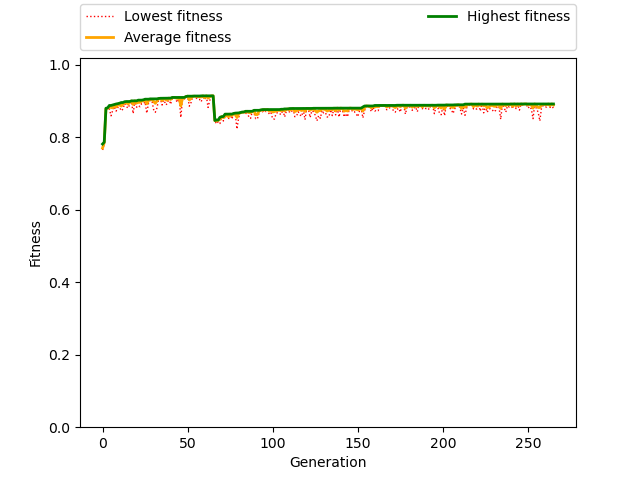 Lowest fitness
Average fitness
Highest fitness
1.0
0.8
0.6
0.4
0.2
0.0
Fitness
0 50 100 150 200 250
Generation